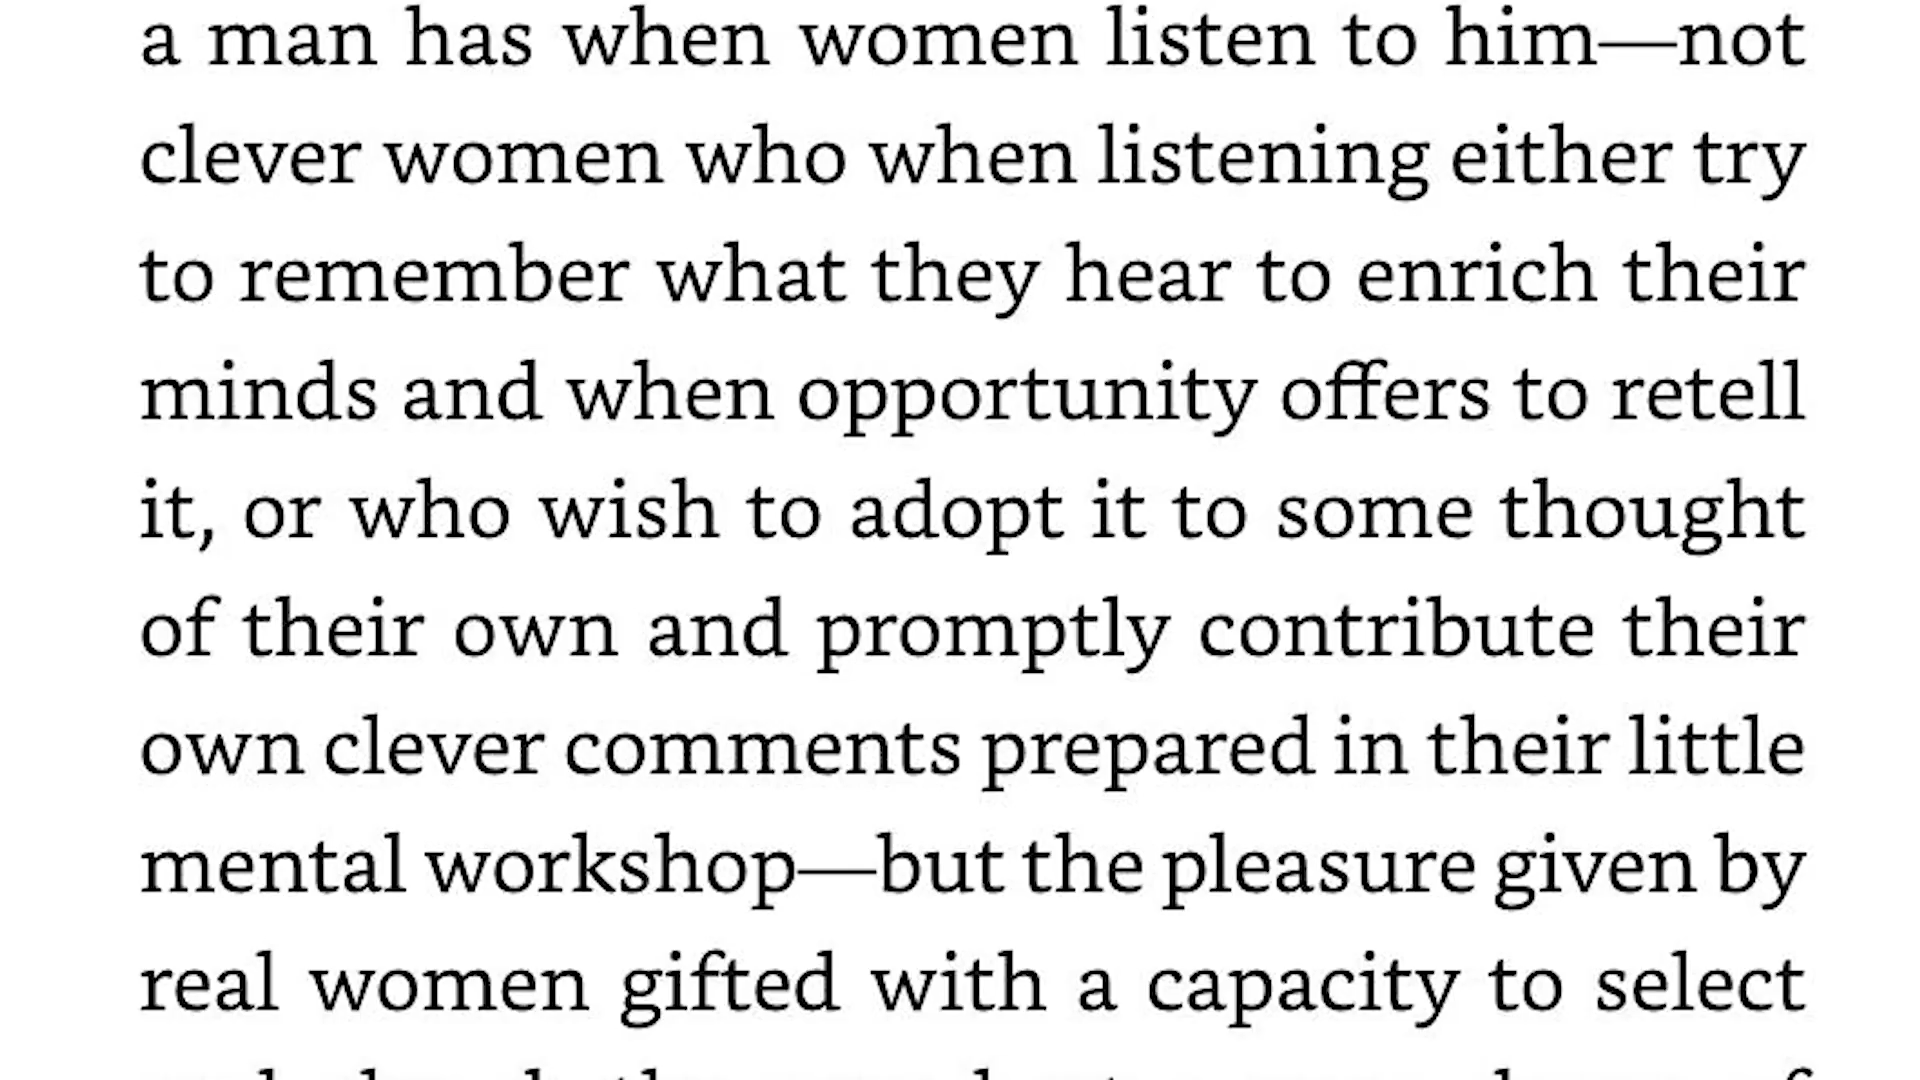 a man has when women listen to him—not
clever women who when listening either try
to remember what they hear to enrich their
minds and when opportunity offers to retell
it, or who wish to adopt it to some thought
of their own and promptly contribute their
own clever comments prepared in their little
mental workshop—but the pleasure given by
real women gifted with a capacity to select